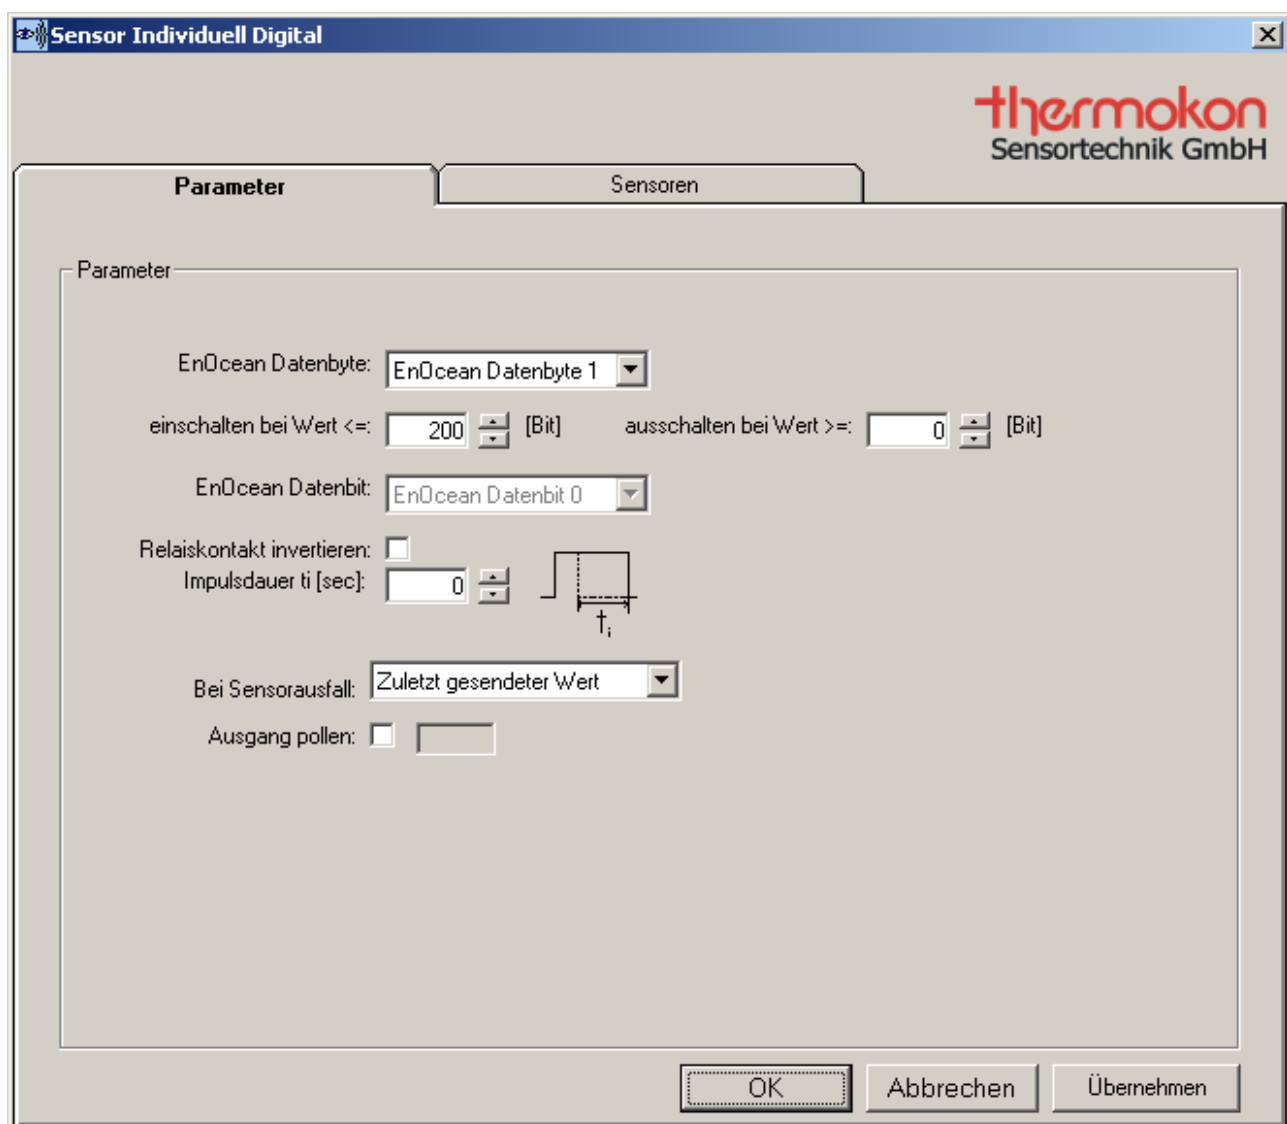 Sensor Individuell Digital
thermokon
Sensortechnik GmbH
Parameter Sensoren
Parameter
EnOcean Datenbyte: EnOcean Datenbyte 1
einschalten bei Wert <=: 200 [Bit] ausschalten bei Wert >=: 0 [Bit]
EnOcean Datenbit: EnOcean Datenbit 0
Relaiskontakt invertieren:
Impulsdauer ti [sec]: 0
ti
Bei Sensorausfall: Zuletzt gesendeter Wert
Ausgang pollen:
OK Abbrechen Übernehmen